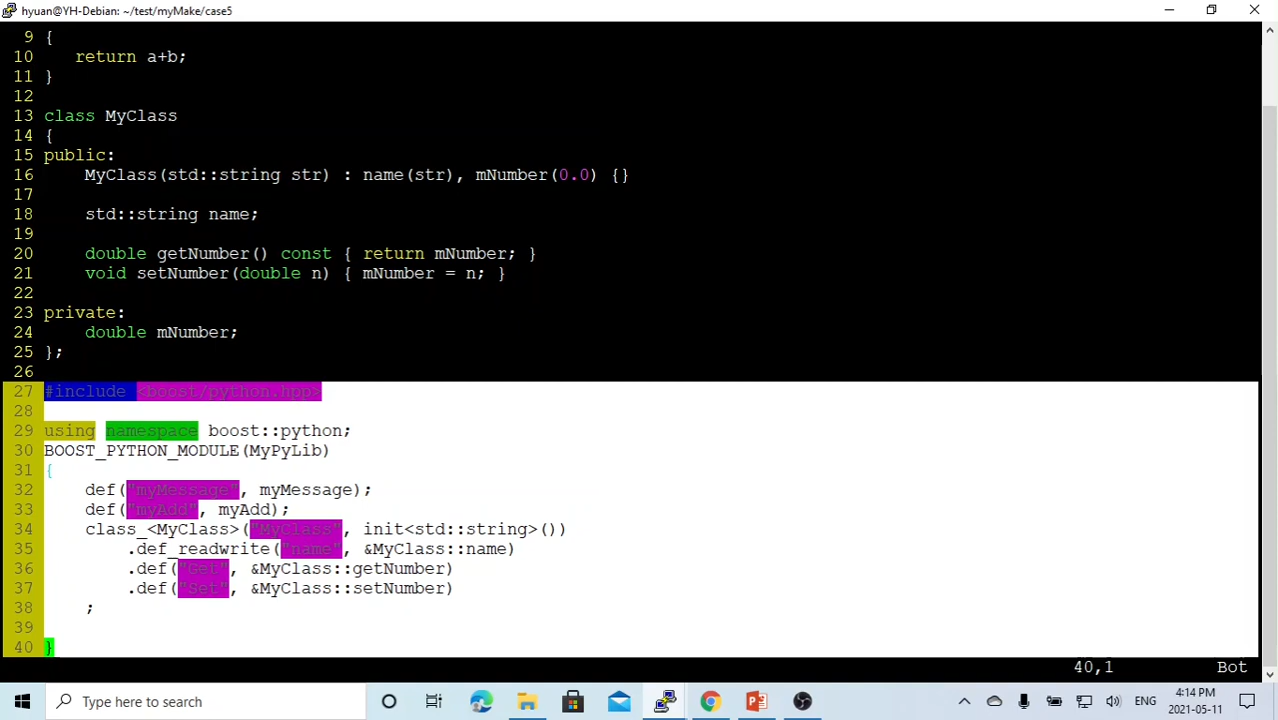 hyuan@YH-Debian: ~/test/myMake/case5
9 {
10    return a+b;
11 }
12
13 class MyClass
14 {
15 public:
16     MyClass(std::string str) : name(str), mNumber(0.0) {}
17
18     std::string name;
19
20     double getNumber() const { return mNumber; }
21     void setNumber(double n) { mNumber = n; }
22
23 private:
24     double mNumber;
25 };
26
27 #include <boost/python.hpp>
28
29 using namespace boost::python;
30 BOOST_PYTHON_MODULE(MyPyLib)
31 {
32     def("myMessage", myMessage);
33     def("myAdd", myAdd);
34     class_<MyClass>("MyClass", init<std::string>())
35         .def_readwrite("name", &MyClass::name)
36         .def("Get", &MyClass::getNumber)
37         .def("Set", &MyClass::setNumber)
38     ;
39
40 }
40,1 Bot
Type here to search
ENG
4:14 PM
2021-05-11